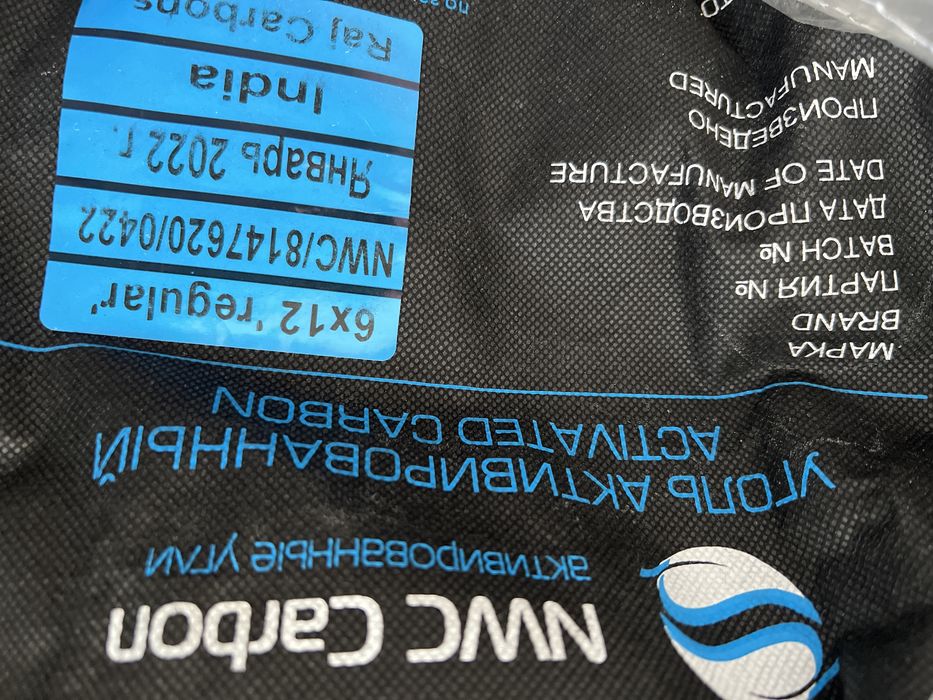 NWC Carbon
активированные угли
УГОЛЬ АКТИВИРОВАННЫЙ
ACTIVATED CARBON
МАРКА
BRAND
6x12 'regular'
ПАРТИЯ №
BATCH №
NWC/8147620/0422
ДАТА ПРОИЗВОДСТВА
DATE OF MANUFACTURE
Январь 2022 г.
ПРОИЗВЕДЕНО
MANUFACTURED
India
Raj Carbons